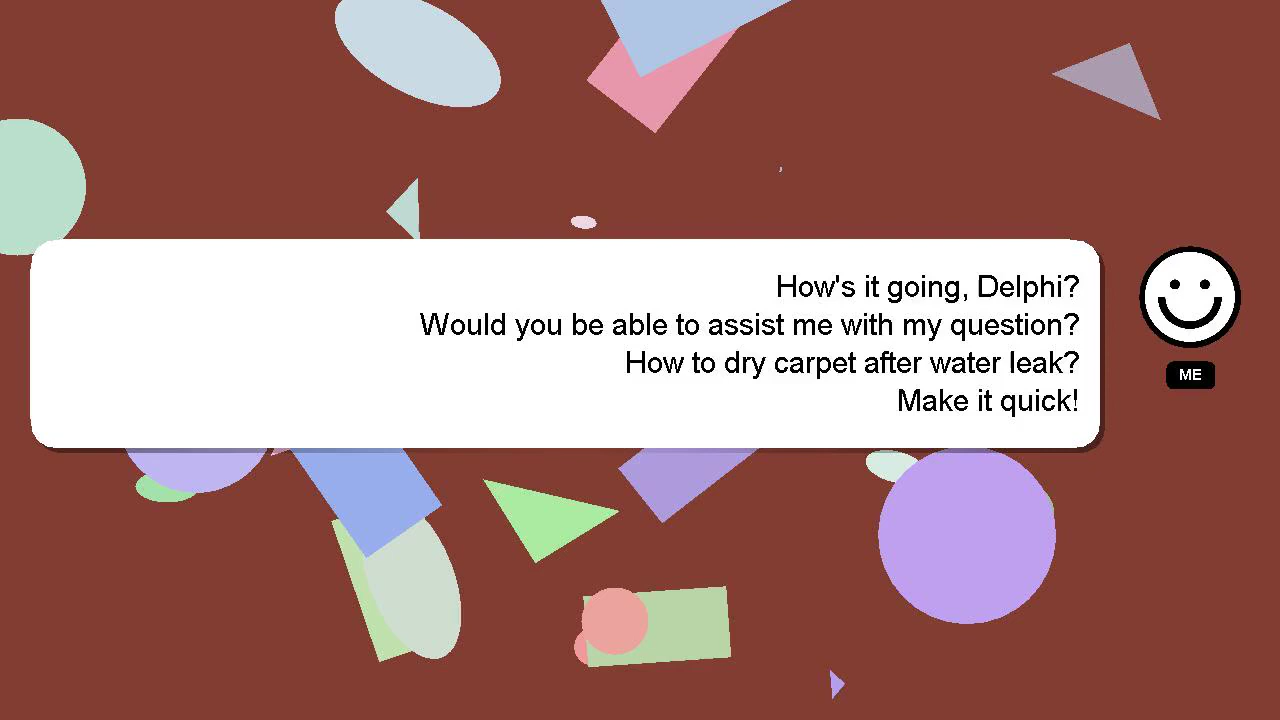 How's it going, Delphi?
Would you be able to assist me with my question?
How to dry carpet after water leak?
Make it quick!
ME